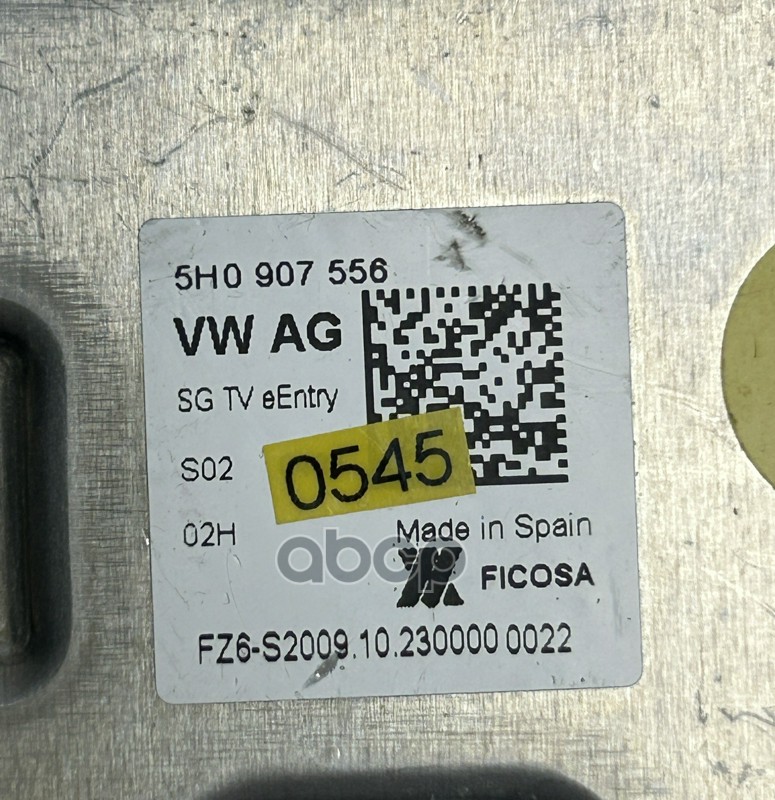 5H0 907 556
VW AG
SG TV eEntry
S02
0545
02H
Made in Spain
abcp
FICOSA
FZ6-S2009.10.230000 0022